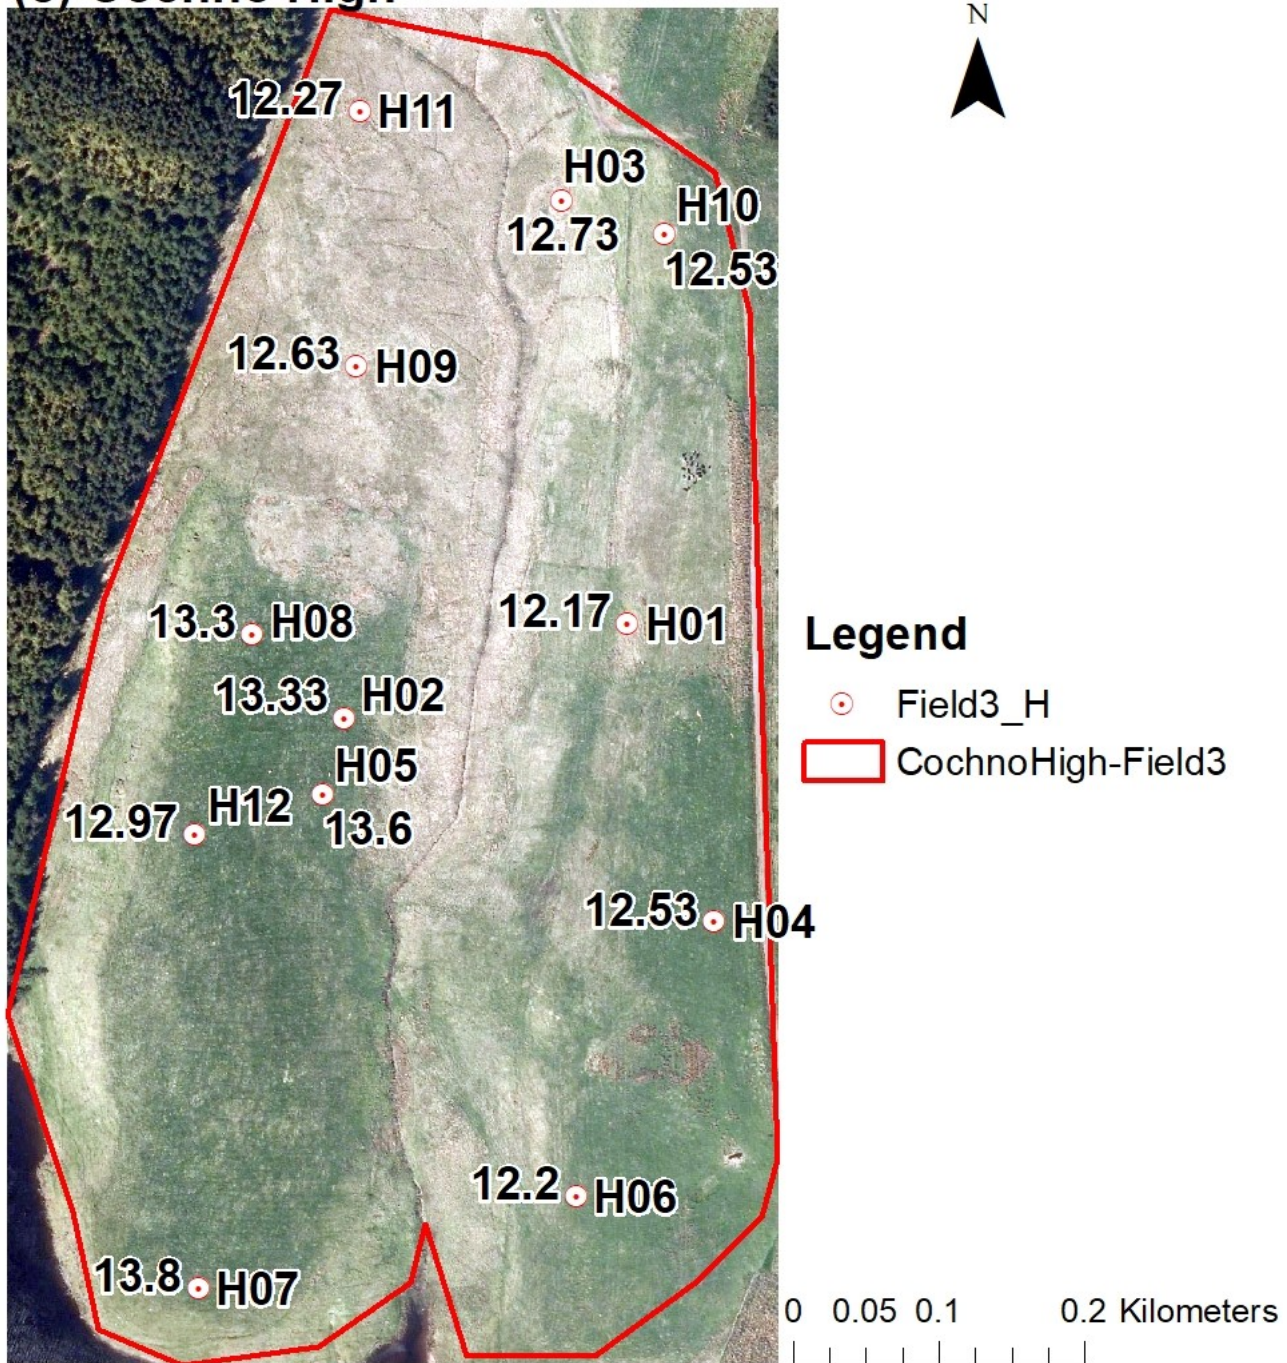 N
12.27 H11
H03
12.73
H10
12.53
12.63 H09
13.3 H08
12.17 H01
13.33 H02
H05
13.6
12.97 H12
12.53 H04
12.2 H06
13.8 H07
Legend
Field3_H
CochnoHigh-Field3
0 0.05 0.1 0.2 Kilometers